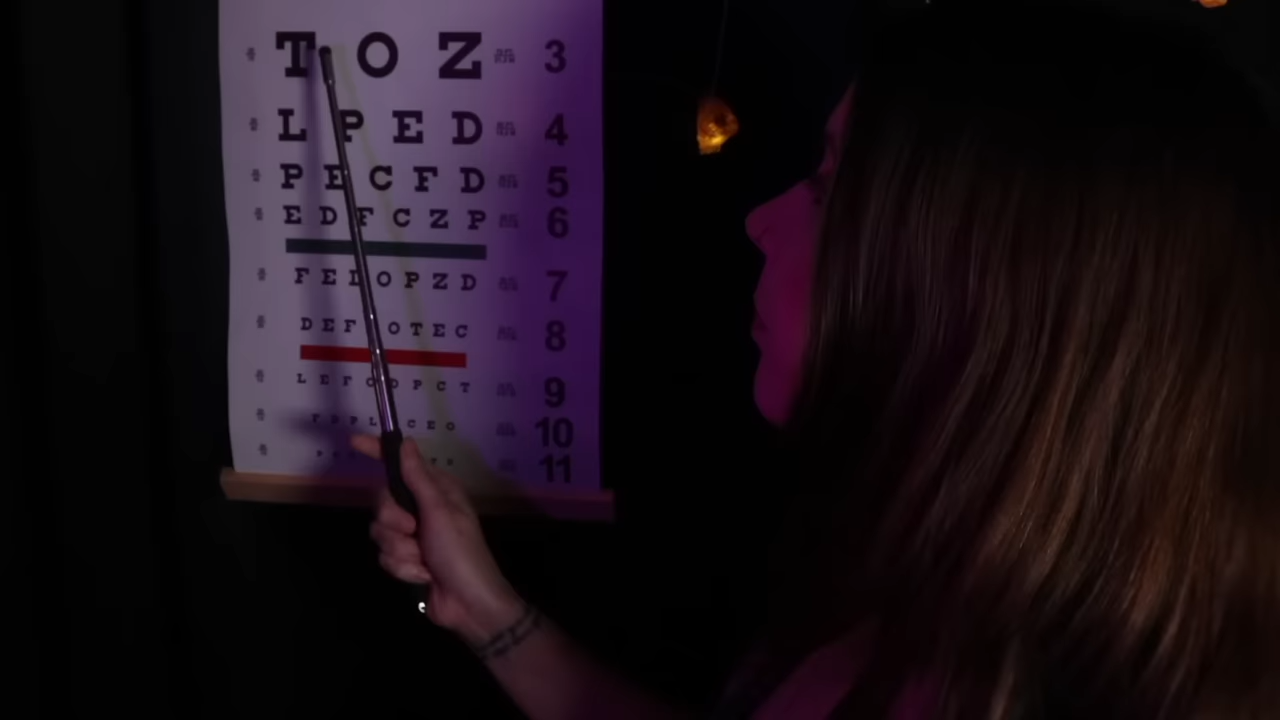 T O Z 3
L P E D 4
P E C F D 5
E D F C Z P 6
F E L O P Z D 7
D E F O T E C 8
L E F O D P C T 9
F D P L C E O 10
11